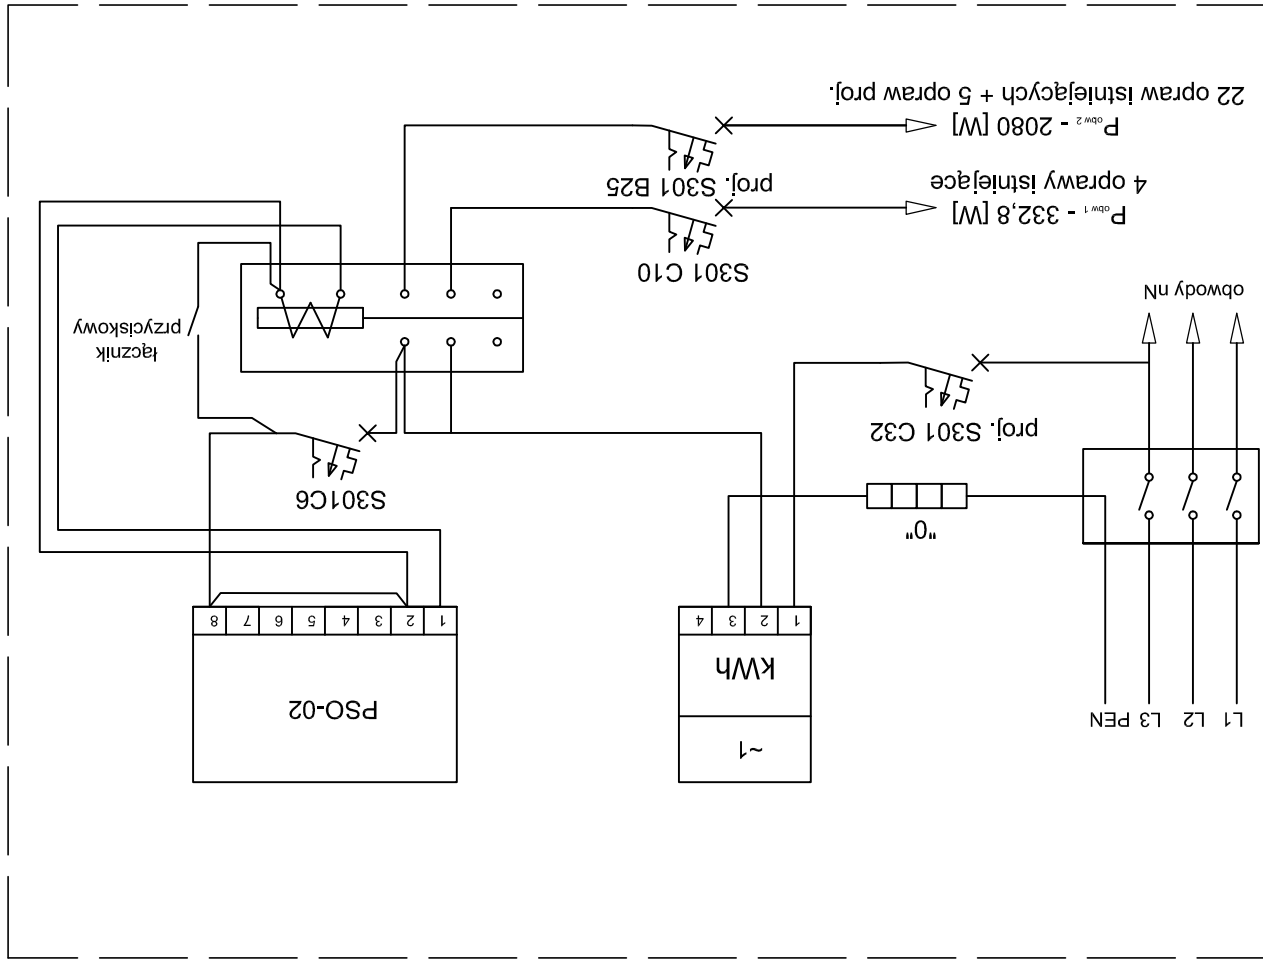 L1
L2
L3
PEN
~1
kWh
1
2
3
4
PSO-02
1
2
3
4
5
6
7
8
"0"
S301C6
proj. S301 C32
łącznik
przyciskowy
obwody nN
S301 C10
P obw 1 - 332,8 [W]
4 oprawy istniejące
proj.
S301 B25
P obw 2 - 2080 [W]
22 opraw istniejących + 5 opraw proj.